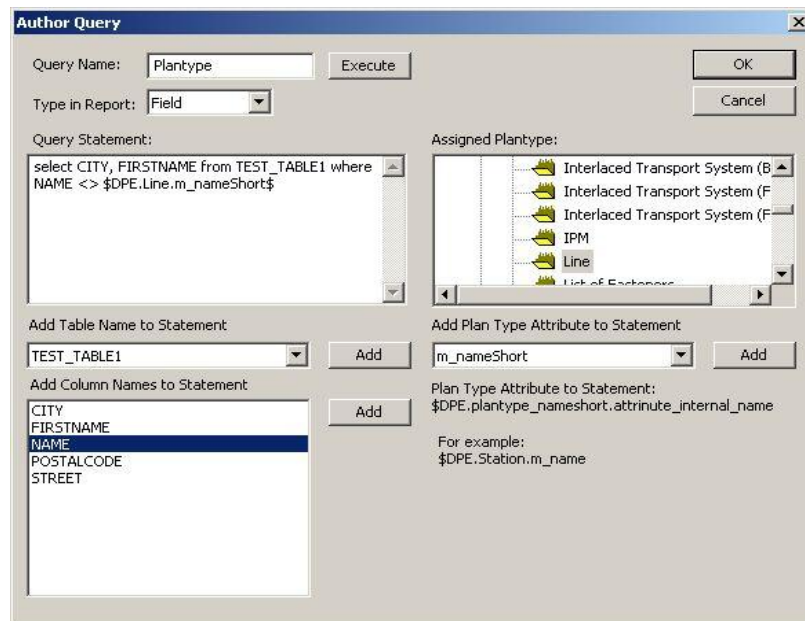 Author Query
Query Name: Plantype Execute OK
Type in Report: Field Cancel
Query Statement:
select CITY, FIRSTNAME from TEST_TABLE1 where
NAME <> $DPE.Line.m_nameShort$
Assigned Plantype:
Interlaced Transport System (B
Interlaced Transport System (F
Interlaced Transport System (F
IPM
Line
List of Fasteners
Add Table Name to Statement
TEST_TABLE1 Add
Add Plan Type Attribute to Statement
m_nameShort Add
Add Column Names to Statement
CITY
FIRSTNAME
NAME
POSTALCODE
STREET
Add
Plan Type Attribute to Statement:
$DPE.plantype_nameshort.attrinute_internal_name
For example:
$DPE.Station.m_name